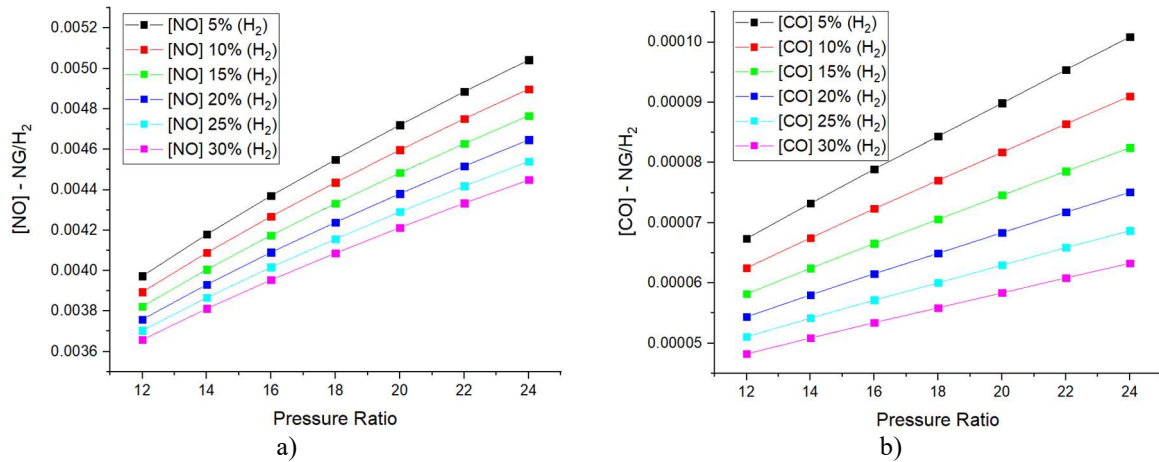 [NO] - NG/H₂
0.0052
0.0050
0.0048
0.0046
0.0044
0.0042
0.0040
0.0038
0.0036
[NO] 5% (H₂)
[NO] 10% (H₂)
[NO] 15% (H₂)
[NO] 20% (H₂)
[NO] 25% (H₂)
[NO] 30% (H₂)
12 14 16 18 20 22 24
Pressure Ratio
a)
[CO] - NG/H₂
0.00010
0.00009
0.00008
0.00007
0.00006
0.00005
[CO] 5% (H₂)
[CO] 10% (H₂)
[CO] 15% (H₂)
[CO] 20% (H₂)
[CO] 25% (H₂)
[CO] 30% (H₂)
12 14 16 18 20 22 24
Pressure Ratio
b)